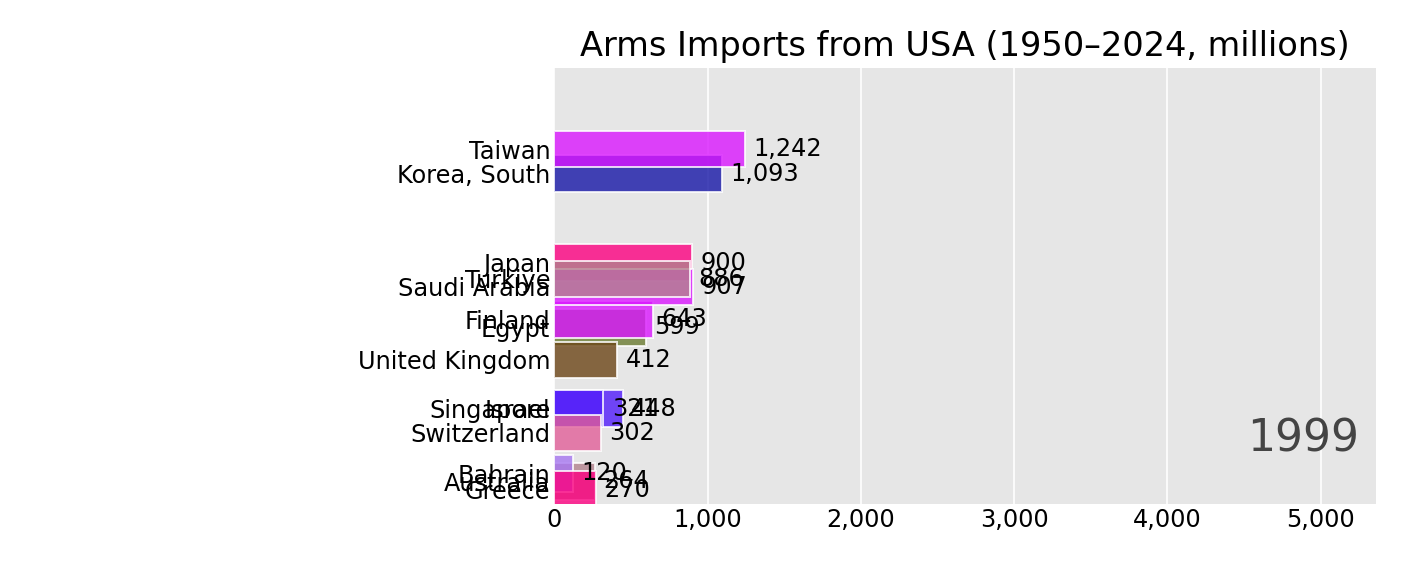 Arms Imports from USA (1950–2024, millions)
Taiwan 1,242
Korea, South 1,093
Japan 900
Türkiye 886
Saudi Arabia 907
Finland 643
Egypt 599
United Kingdom 412
Singapore 321
Israel 448
Switzerland 302
1999
Bahrain 120
Australia 264
Greece 270
0 1,000 2,000 3,000 4,000 5,000